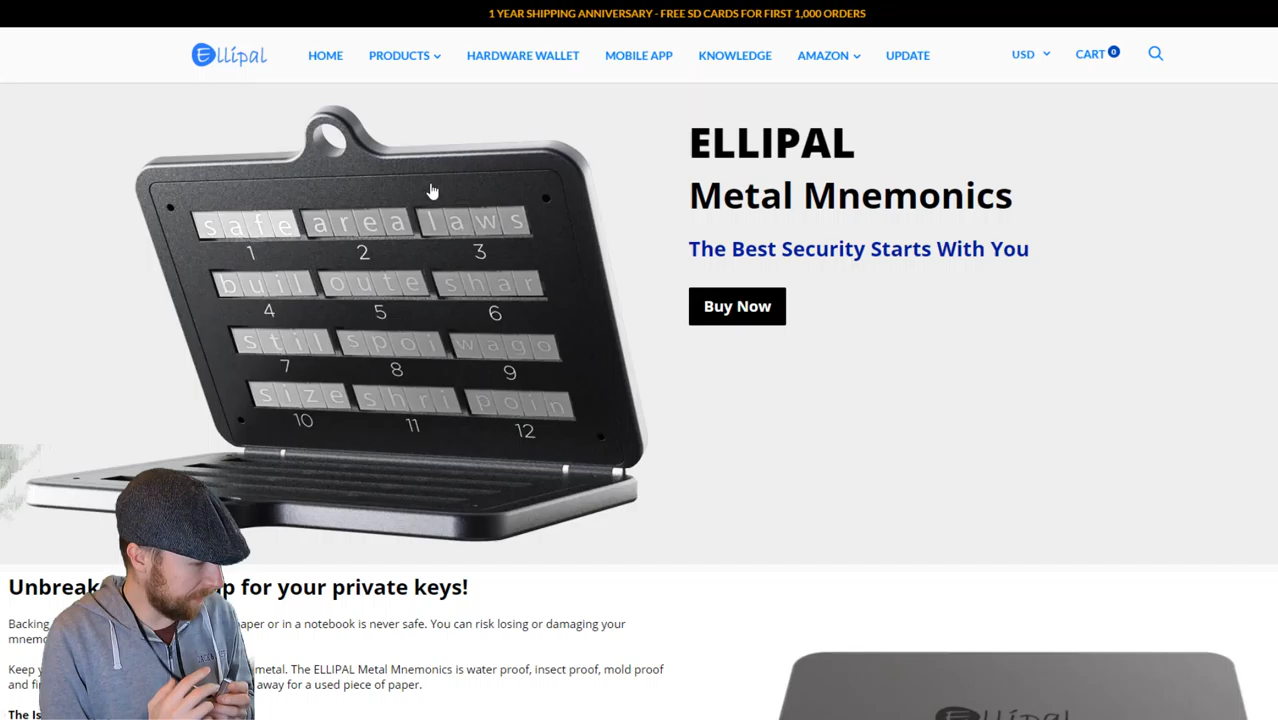 1 YEAR SHIPPING ANNIVERSARY - FREE SD CARDS FOR FIRST 1,000 ORDERS
Ellipal HOME PRODUCTS HARDWARE WALLET MOBILE APP KNOWLEDGE AMAZON UPDATE USD CART 0
ELLIPAL
Metal Mnemonics
The Best Security Starts With You
Buy Now
safe area laws
1 2 3
buil oute shar
4 5 6
stil spoi wago
7 8 9
size shri poin
10 11 12
for your private keys!
Backing paper or in a notebook is never safe. You can risk losing or damaging your
Keep metal. The ELLIPAL Metal Mnemonics is water proof, insect proof, mold proof
and away for a used piece of paper.
The
Ellipal